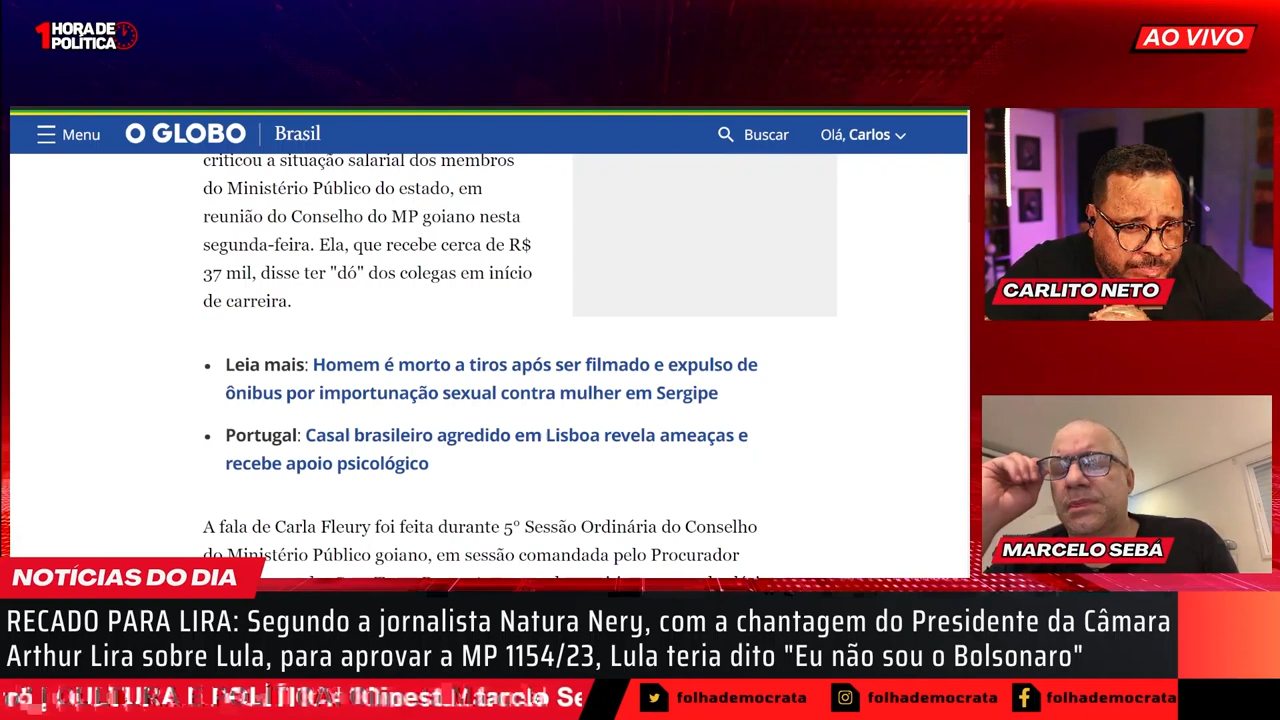 1 HORA DE POLÍTICA
AO VIVO
Menu
O GLOBO
Brasil
Buscar
Olá, Carlos
criticou a situação salarial dos membros
do Ministério Público do estado, em
reunião do Conselho do MP goiano nesta
segunda-feira. Ela, que recebe cerca de R$
37 mil, disse ter "dó" dos colegas em início
de carreira.
Leia mais: Homem é morto a tiros após ser filmado e expulso de
ônibus por importunação sexual contra mulher em Sergipe
Portugal: Casal brasileiro agredido em Lisboa revela ameaças e
recebe apoio psicológico
A fala de Carla Fleury foi feita durante 5º Sessão Ordinária do Conselho
do Ministério Público goiano, em sessão comandada pelo Procurador
CARLITO NETO
MARCELO SEBÁ
NOTÍCIAS DO DIA
RECADO PARA LIRA: Segundo a jornalista Natura Nery, com a chantagem do Presidente da Câmara
Arthur Lira sobre Lula, para aprovar a MP 1154/23, Lula teria dito "Eu não sou o Bolsonaro"
folhademocrata
folhademocrata
folhademocrata